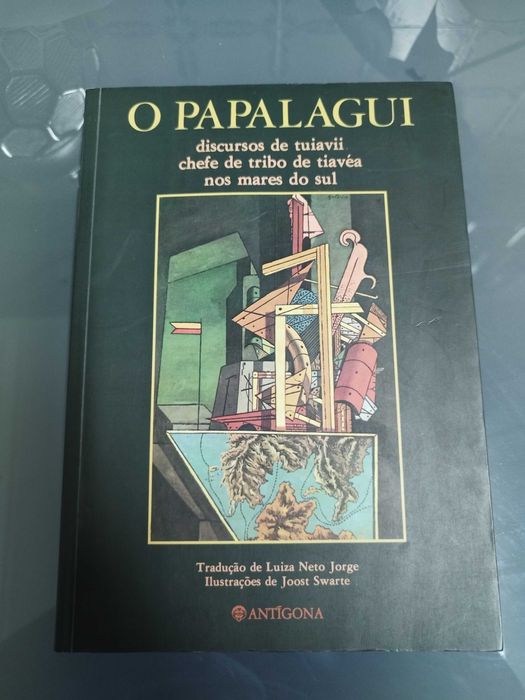 O PAPALAGUI
discursos de tuiavii
chefe de tribo de tiavéa
nos mares do sul
Tradução de Luiza Neto Jorge
Ilustrações de Joost Swarte
ANTÍGONA